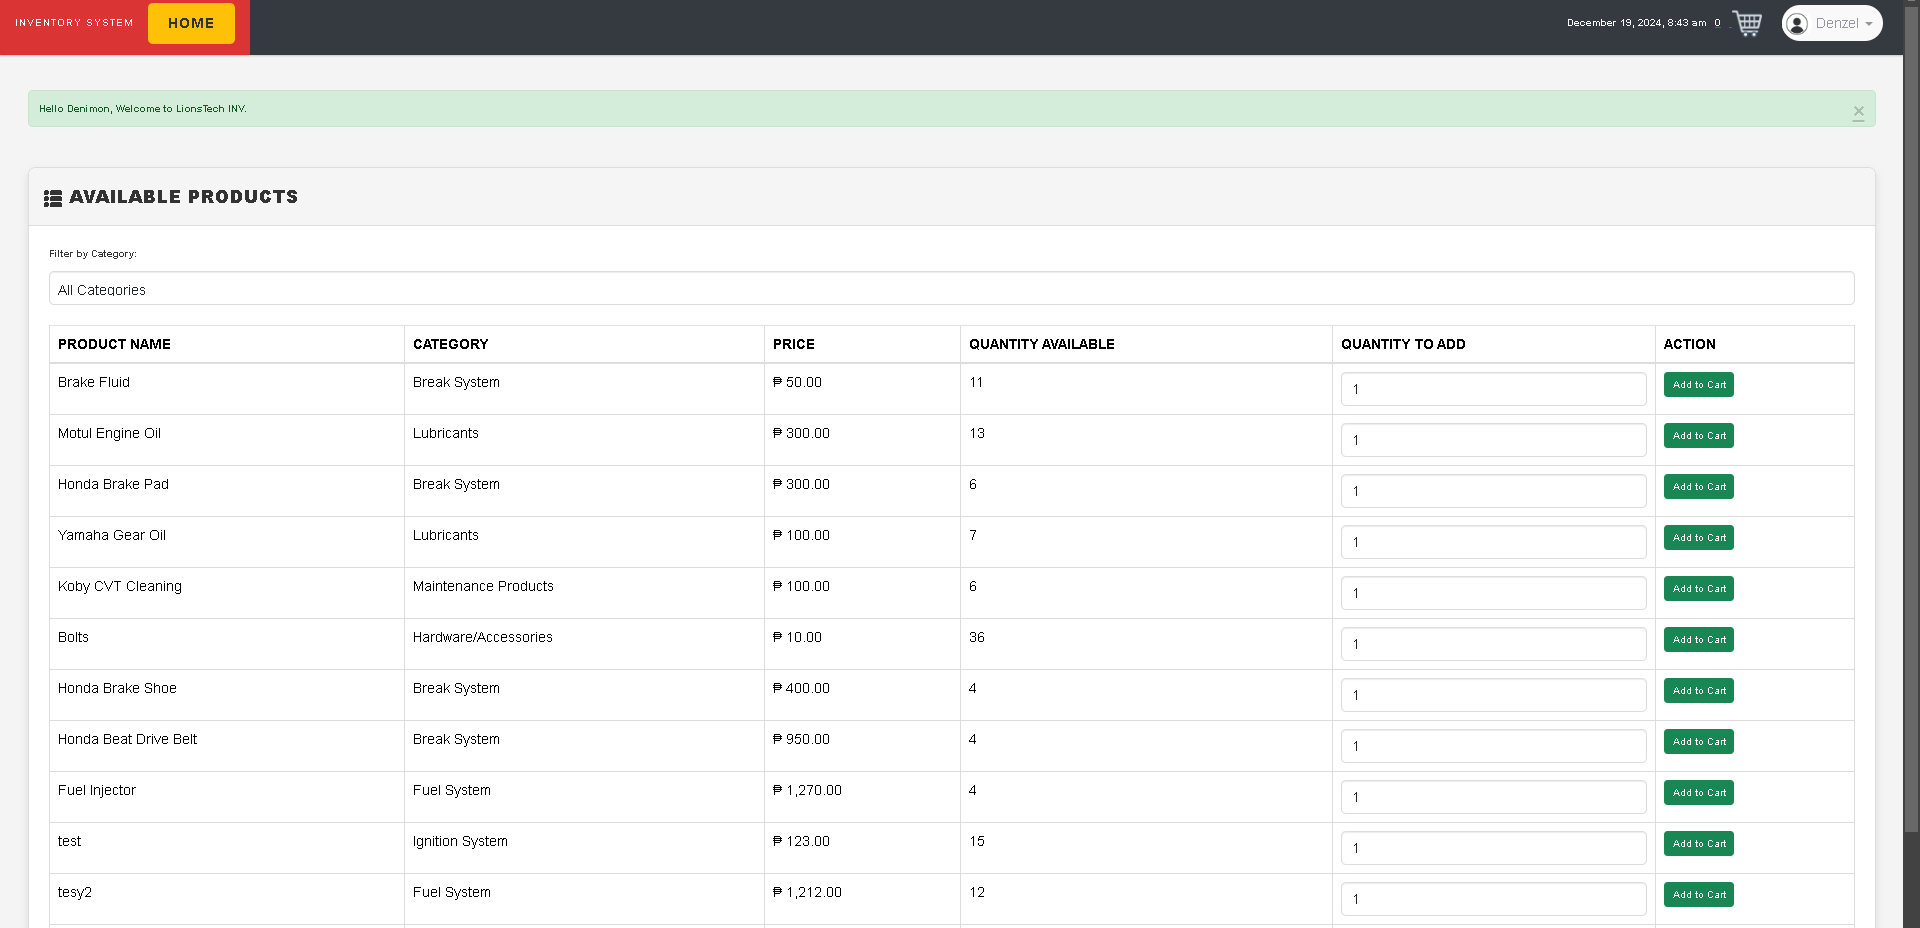 INVENTORY SYSTEM HOME December 19, 2024, 8:43 am 0 Denzel
Hello Denimon, Welcome to LionsTech INV. ×
AVAILABLE PRODUCTS
Filter by Category:
All Categories
PRODUCT NAME CATEGORY PRICE QUANTITY AVAILABLE QUANTITY TO ADD ACTION
Brake Fluid Break System ₱ 50.00 11 1 Add to Cart
Motul Engine Oil Lubricants ₱ 300.00 13 1 Add to Cart
Honda Brake Pad Break System ₱ 300.00 6 1 Add to Cart
Yamaha Gear Oil Lubricants ₱ 100.00 7 1 Add to Cart
Koby CVT Cleaning Maintenance Products ₱ 100.00 6 1 Add to Cart
Bolts Hardware/Accessories ₱ 10.00 36 1 Add to Cart
Honda Brake Shoe Break System ₱ 400.00 4 1 Add to Cart
Honda Beat Drive Belt Break System ₱ 950.00 4 1 Add to Cart
Fuel Injector Fuel System ₱ 1,270.00 4 1 Add to Cart
test Ignition System ₱ 123.00 15 1 Add to Cart
tesy2 Fuel System ₱ 1,212.00 12 1 Add to Cart